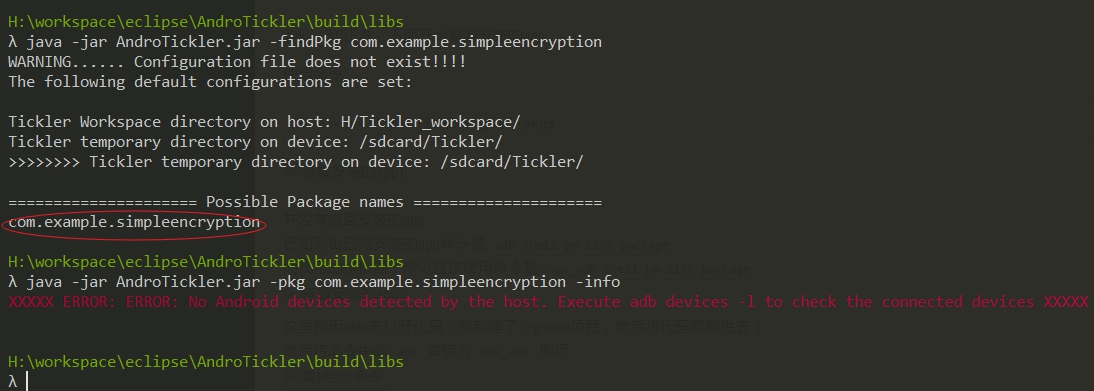 H:\workspace\eclipse\AndroTickler\build\libs
λ java -jar AndroTickler.jar -findPkg com.example.simpleencryption
WARNING...... Configuration file does not exist!!!!
The following default configurations are set:
Tickler Workspace directory on host: H/Tickler_workspace/
Tickler temporary directory on device: /sdcard/Tickler/
>>>>>>>> Tickler temporary directory on device: /sdcard/Tickler/
==================== Possible Package names =====================
com.example.simpleencryption
H:\workspace\eclipse\AndroTickler\build\libs
λ java -jar AndroTickler.jar -pkg com.example.simpleencryption -info
XXXXX ERROR: ERROR: No Android devices detected by the host. Execute adb devices -l to check the connected devices XXXXX
H:\workspace\eclipse\AndroTickler\build\libs
λ